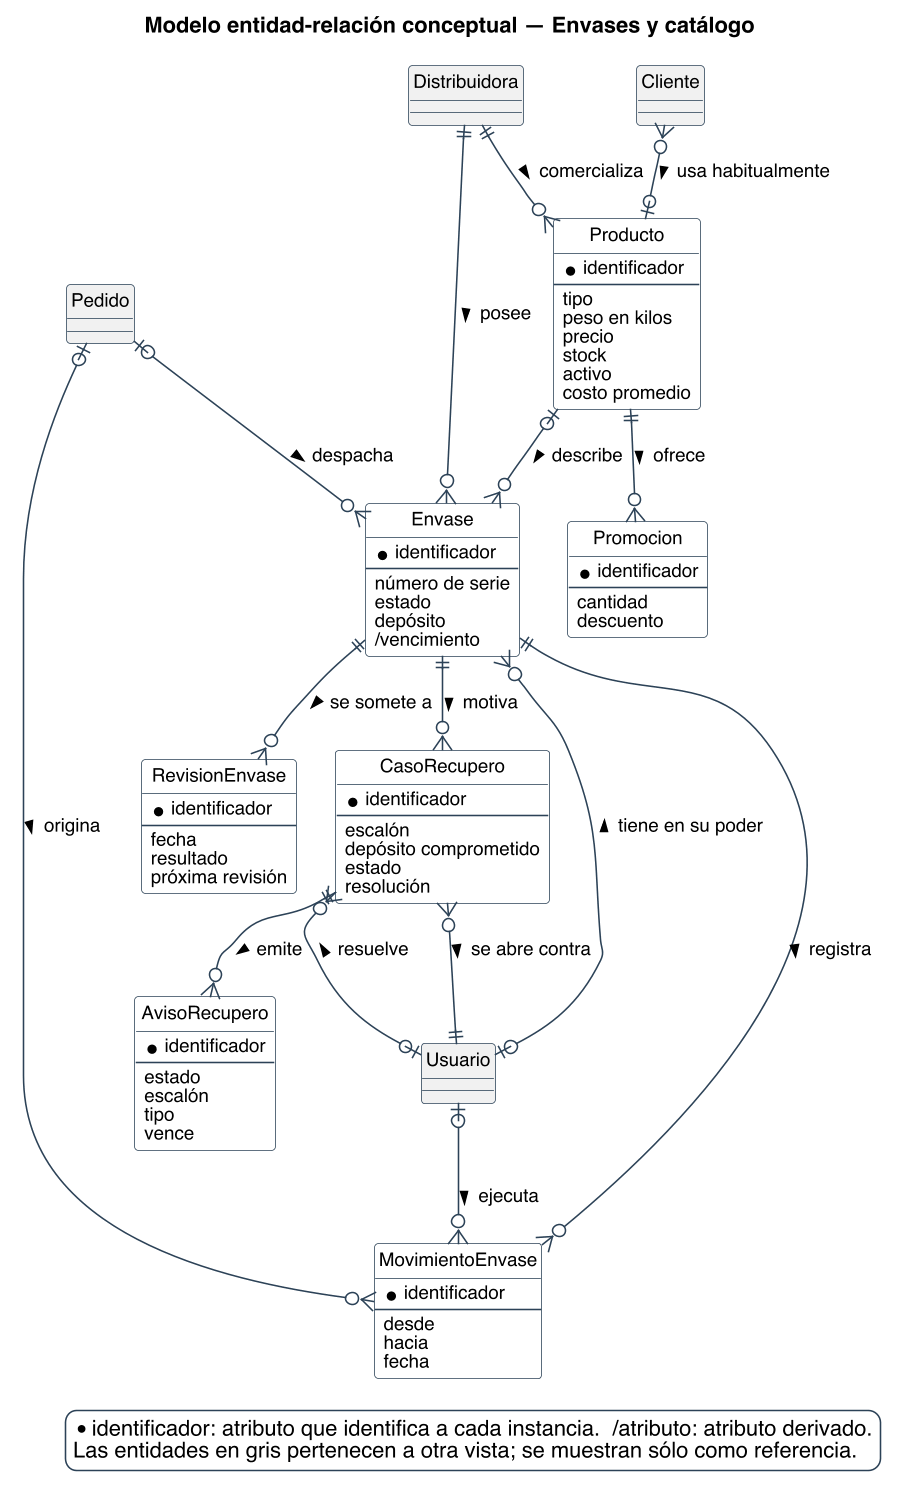 Modelo entidad-relación conceptual — Envases y catálogo
Distribuidora
Cliente
comercializa
usa habitualmente
Producto
identificador
tipo
peso en kilos
precio
stock
activo
costo promedio
Pedido
posee
despacha
describe
ofrece
Envase
identificador
número de serie
estado
depósito
/vencimiento
Promocion
identificador
cantidad
descuento
se somete a
motiva
RevisionEnvase
identificador
fecha
resultado
próxima revisión
CasoRecupero
identificador
escalón
depósito comprometido
estado
resolución
origina
tiene en su poder
emite
resuelve
se abre contra
registra
AvisoRecupero
identificador
estado
escalón
tipo
vence
Usuario
ejecuta
MovimientoEnvase
identificador
desde
hacia
fecha
• identificador: atributo que identifica a cada instancia.  /atributo: atributo derivado.
Las entidades en gris pertenecen a otra vista; se muestran sólo como referencia.